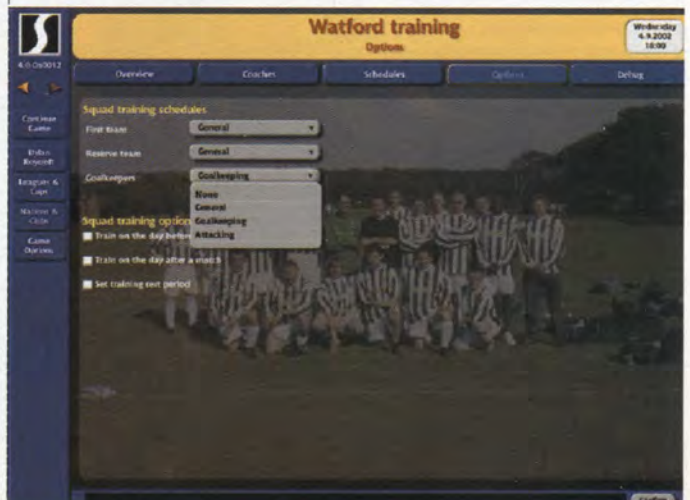 Watford training
Options
Wednesday
4.9.2002
18:00
Overview
Coaches
Schedules
Options
Debug
Continue
Game
Leagues &
Cups
Nations &
Clubs
Game
Options
Squad training schedules
First team
General
Reserve team
General
Goalkeepers
Goalkeeping
None
General
Goalkeeping
Attacking
Squad training option
Train on the day before
Train on the day after a match
Set training rest period